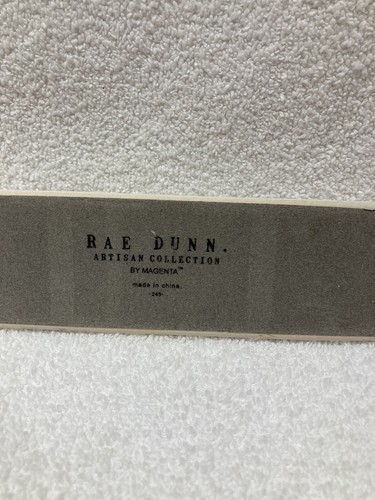 RAE DUNN.
ARTISAN COLLECTION
BY MAGENTA™
made in china.